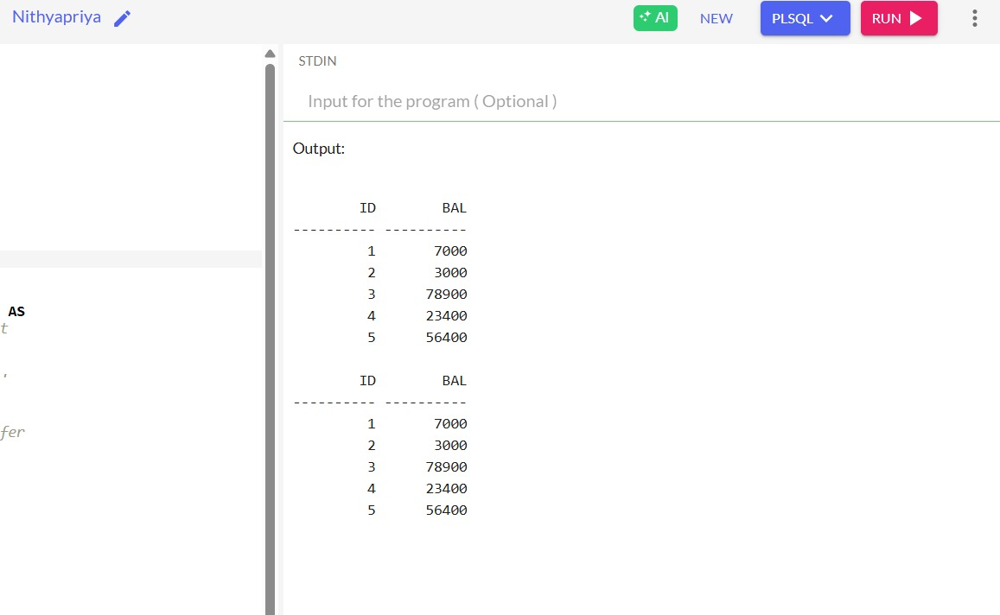 Nithyapriya
AI NEW PLSQL RUN
STDIN
Input for the program ( Optional )
Output:
ID BAL
---------- ----------
1 7000
2 3000
3 78900
4 23400
5 56400
ID BAL
---------- ----------
1 7000
2 3000
3 78900
4 23400
5 56400
AS
t
.
fer